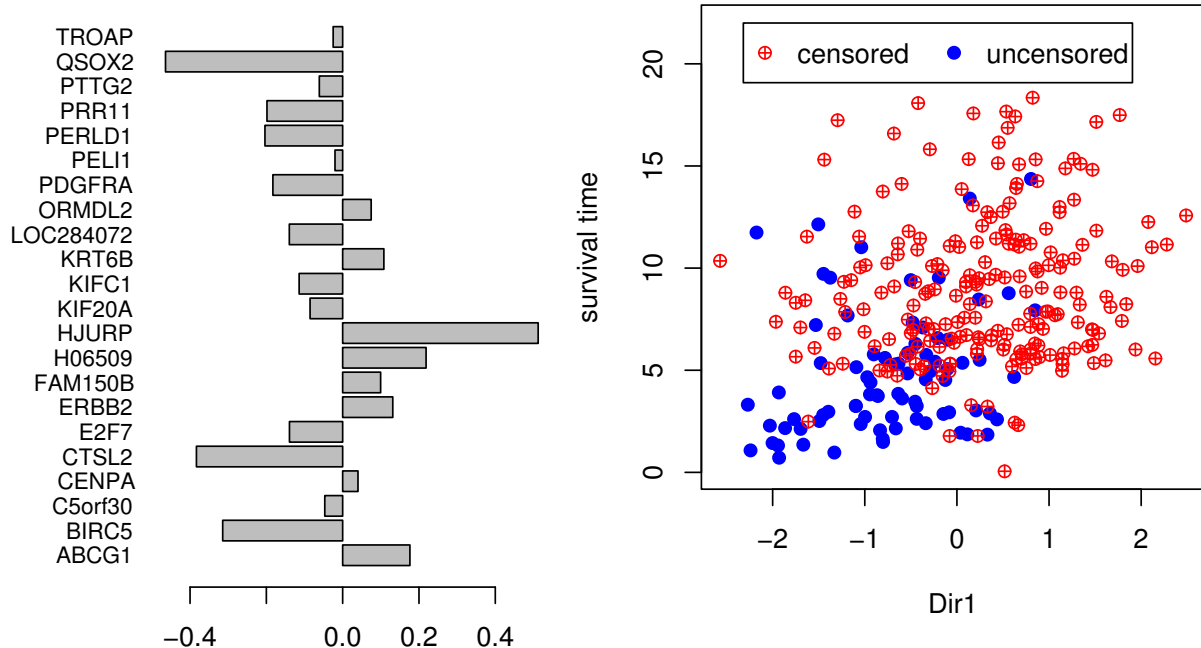 TROAP
QSOX2
PTTG2
PRR11
PERLD1
PELI1
PDGFRA
ORMDL2
LOC284072
KRT6B
KIFC1
KIF20A
HJURP
H06509
FAM150B
ERBB2
E2F7
CTSL2
CENPA
C5orf30
BIRC5
ABCG1
−0.4 0.0 0.2 0.4
censored uncensored
survival time
20
15
10
5
0
−2 −1 0 1 2
Dir1